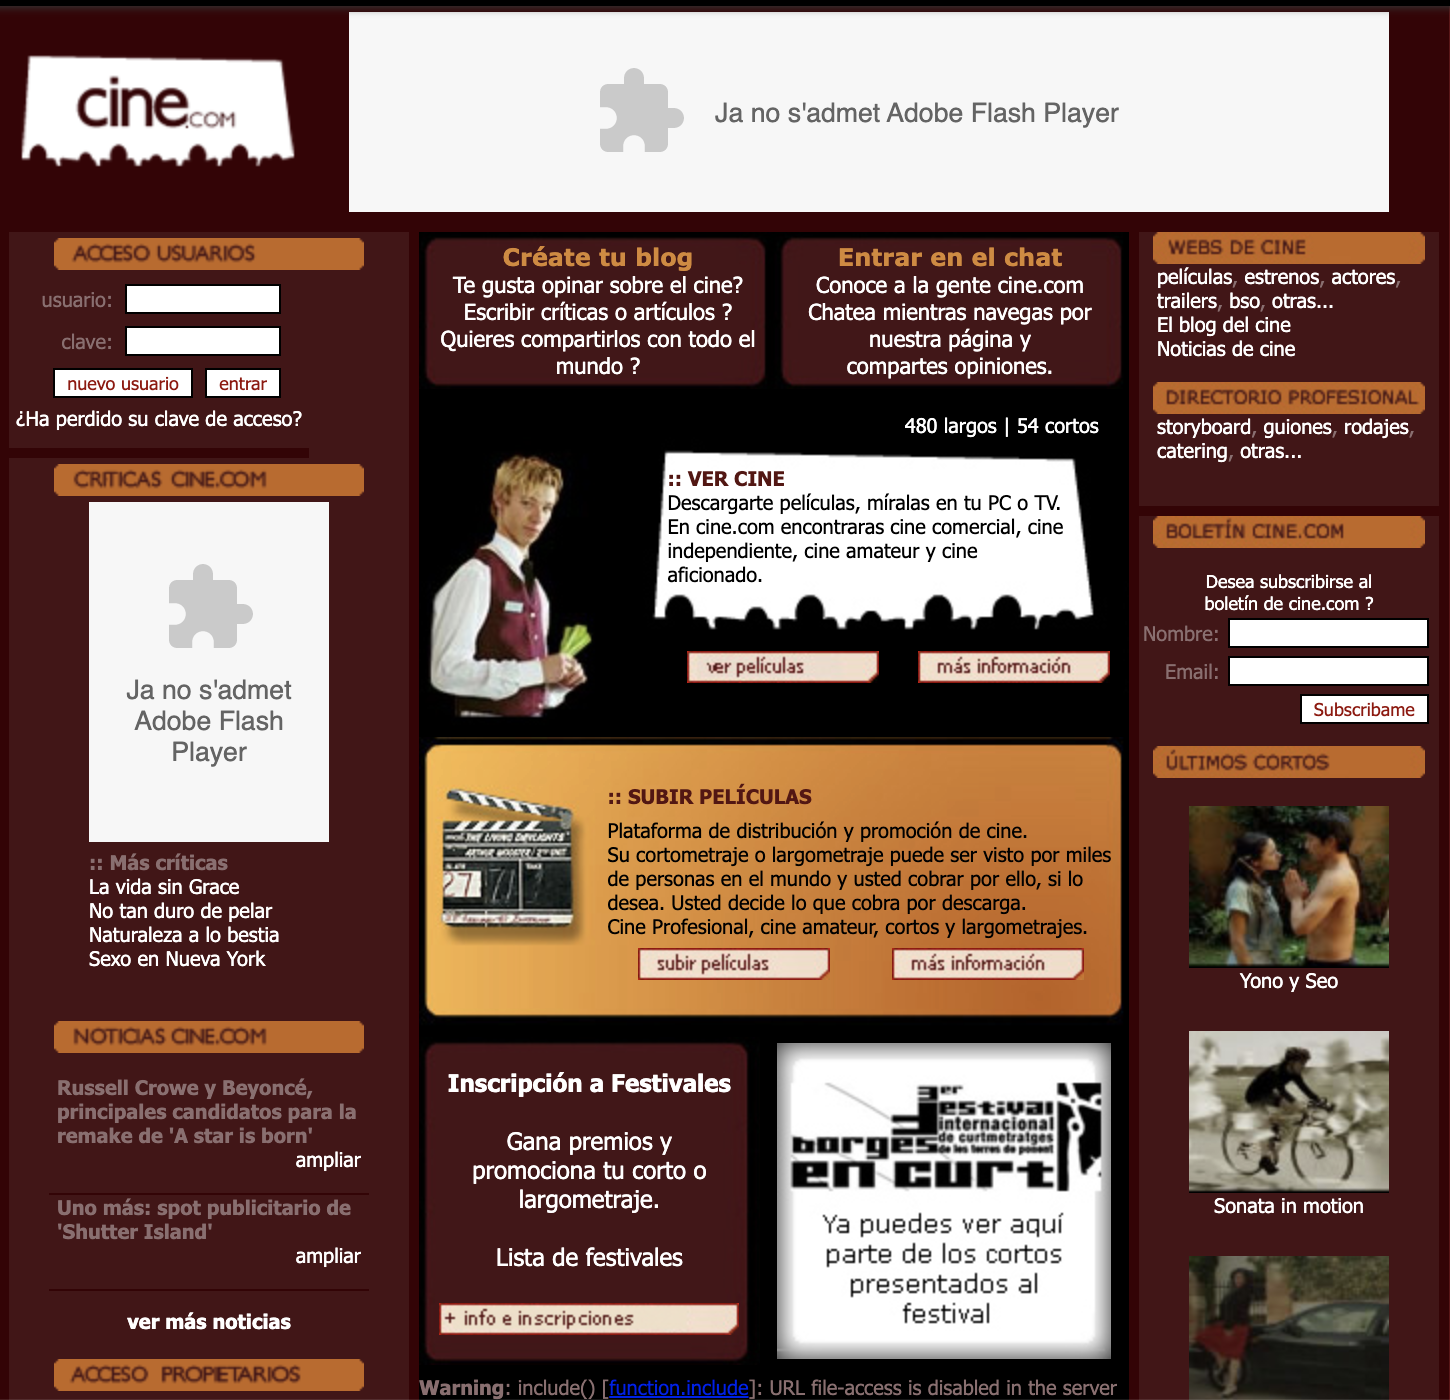 cine.COM
Ja no s'admet Adobe Flash Player
ACCESO USUARIOS
usuario:
clave:
nuevo usuario
entrar
¿Ha perdido su clave de acceso?
CRITICAS CINE.COM
Ja no s'admet
Adobe Flash
Player
:: Más críticas
La vida sin Grace
No tan duro de pelar
Naturaleza a lo bestia
Sexo en Nueva York
NOTICIAS CINE.COM
Russell Crowe y Beyoncé,
principales candidatos para la
remake de 'A star is born'
ampliar
Uno más: spot publicitario de
'Shutter Island'
ampliar
ver más noticias
ACCESO PROPIETARIOS
Créate tu blog
Te gusta opinar sobre el cine?
Escribir críticas o artículos ?
Quieres compartirlos con todo el
mundo ?
Entrar en el chat
Conoce a la gente cine.com
Chatea mientras navegas por
nuestra página y
compartes opiniones.
480 largos | 54 cortos
:: VER CINE
Descargarte películas, míralas en tu PC o TV.
En cine.com encontraras cine comercial, cine
independiente, cine amateur y cine
aficionado.
ver películas
más información
:: SUBIR PELÍCULAS
Plataforma de distribución y promoción de cine.
Su cortometraje o largometraje puede ser visto por miles
de personas en el mundo y usted cobrar por ello, si lo
desea. Usted decide lo que cobra por descarga.
Cine Profesional, cine amateur, cortos y largometrajes.
THE LIVING DAYLIGHTS
27
subir películas
más información
Inscripción a Festivales
Gana premios y
promociona tu corto o
largometraje.
Lista de festivales
+ info e inscripciones
3er
festival
internacional
de curtmetratges
borges
de les terres de ponent
en curt
Ya puedes ver aquí
parte de los cortos
presentados al
festival
Warning: include() [function.include]: URL file-access is disabled in the server
WEBS DE CINE
películas, estrenos, actores,
trailers, bso, otras...
El blog del cine
Noticias de cine
DIRECTORIO PROFESIONAL
storyboard, guiones, rodajes,
catering, otras...
BOLETÍN CINE.COM
Desea subscribirse al
boletín de cine.com ?
Nombre:
Email:
Subscribame
ÚLTIMOS CORTOS
Yono y Seo
Sonata in motion